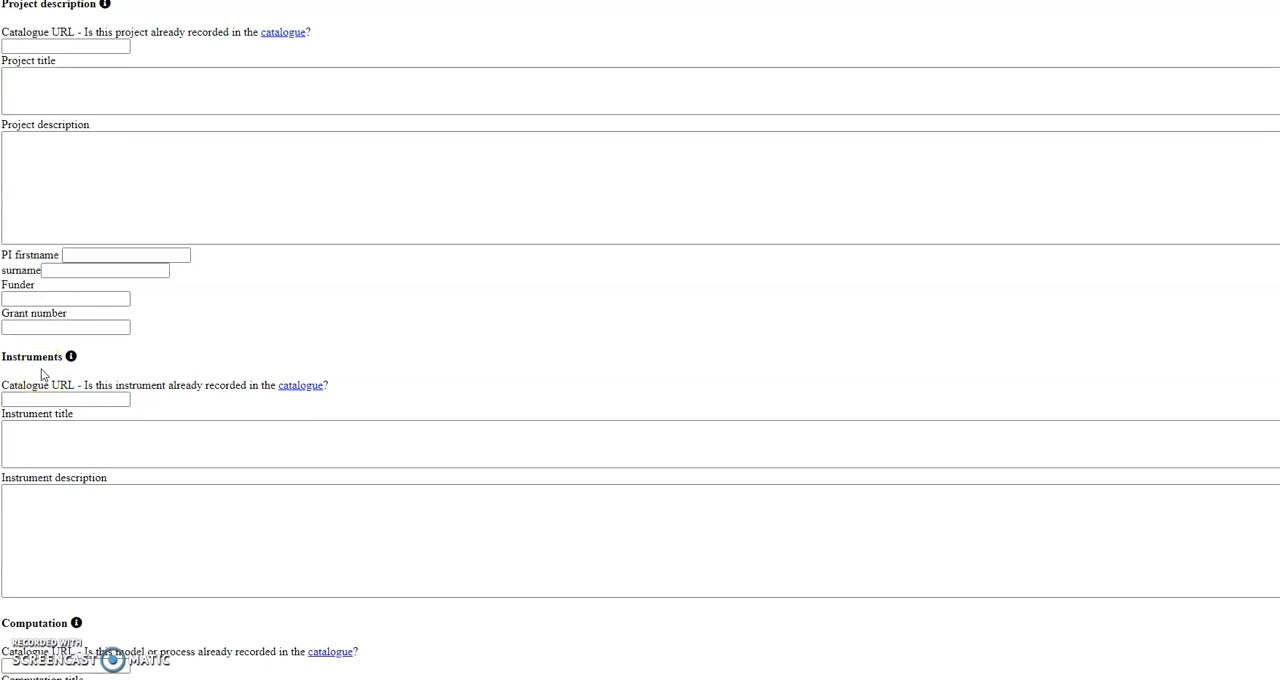 Project description
Catalogue URL - Is this project already recorded in the catalogue?
Project title
Project description
PI firstname
surname
Funder
Grant number
Instruments
Catalogue URL - Is this instrument already recorded in the catalogue?
Instrument title
Instrument description
Computation
RECORDED WITH
Catalogue URL - Is this model or process already recorded in the catalogue?
SCREENCAST MATIC
Computation title